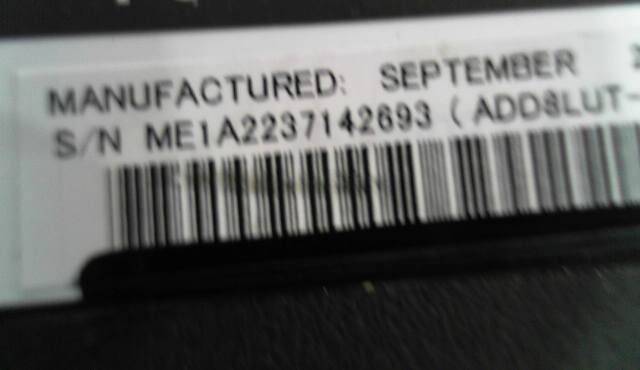 MANUFACTURED: SEPTEMBER
S/N ME1A2237142693 (ADD8LUT-